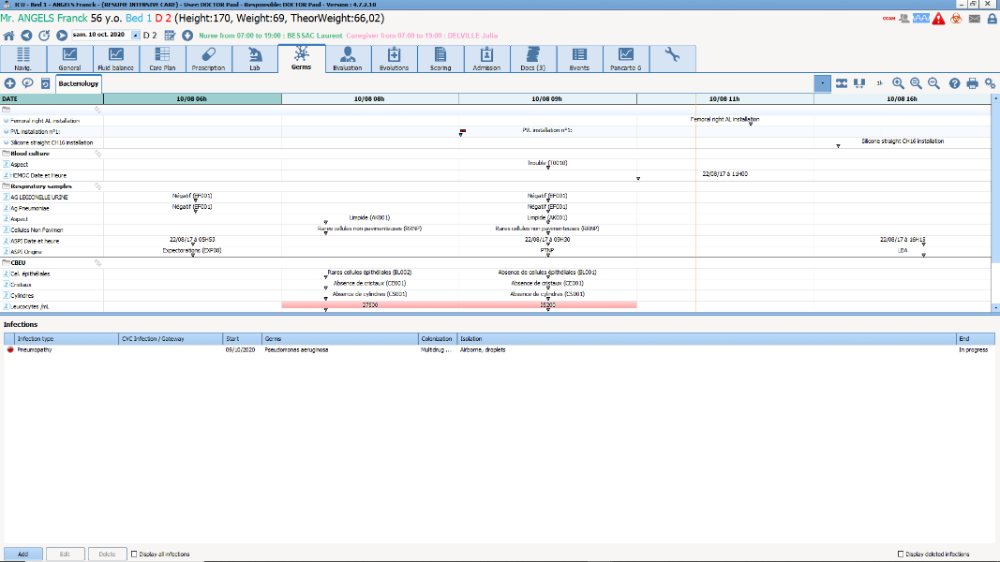 ICU - Bed 1 - ANGELS Franck - (RESUME INTENSIVE CARE) - User: DOCTOR Paul - Responsible: DOCTOR Paul - Version : 4.7.2.10
Mr. ANGELS Franck 56 y.o. Bed 1 D 2 (Height:170, Weight:69, TheorWeight:66,02)
CCAM
sam. 10 oct. 2020 D 2 Nurse from 07:00 to 19:00 : BESSAC Laurent Caregiver from 07:00 to 19:00 : DELVILLE Julia
Navig. General Fluid balance Care Plan Prescription Lab Germs Evaluation Evolutions Scoring Admission Docs (3) Events Pancarte 6
Bacteriology 1h
DATE 10/08 06h 10/08 08h 10/08 09h 10/08 11h 10/08 16h
Femoral right AL installation Femoral right AL installation
PVL installation n°1: PVL installation n°1:
Silicone straight CH16 installation Silicone straight CH16 installation
Blood culture
Aspect Trouble (T0010)
HEMOC Date et Heure 22/08/17 à 11H00
Respiratory samples
AG LEGIONELLE URINE Négatif (EF001) Négatif (EF001)
Ag Pneumoniae Négatif (EF001) Négatif (EF001)
Aspect Limpide (AK001) Limpide (AK001)
Cellules Non Pavimen Rares cellules non pavimenteuses (RRNP) Rares cellules non pavimenteuses (RRNP)
ASPI Date et heure 22/08/17 à 05H53 22/08/17 à 09H30 22/08/17 à 16H15
ASPI Origine Expectorations (EXP00) PTNP LBA
CBEU
Cel. épithéliales Rares cellules épithéliales (BL002) Absence de cellules épithéliales (BL001)
Cristaux Absence de cristaux (CE001) Absence de cristaux (CE001)
Cylindres Absence de cylindres (CS001) Absence de cylindres (CS001)
Leucocytes /mL 27500 35200
Infections
Infection type CVC Infection / Gateway Start Germs Colonization Isolation End
Pneumopathy 09/10/2020 Pseudomonas aeruginosa Multidrug ... Airborne, droplets In progress
Add Edit Delete Display all infections Display deleted infections